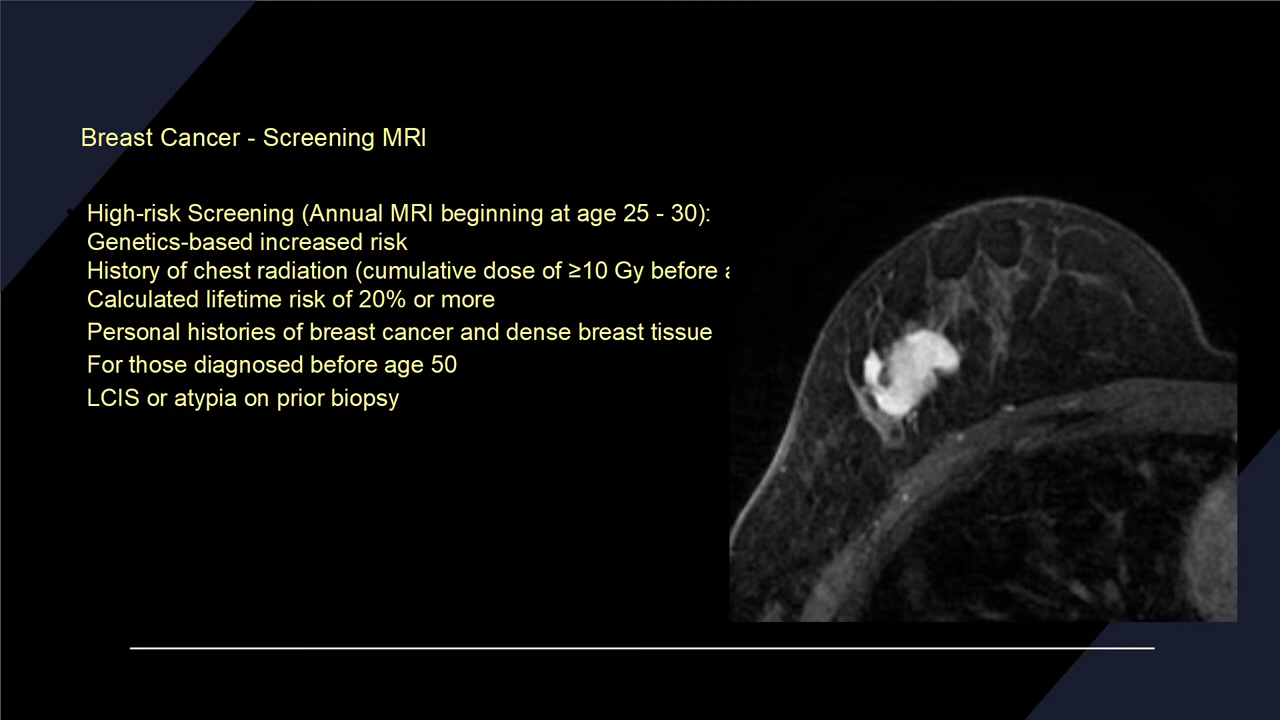 Breast Cancer - Screening MRI
High-risk Screening (Annual MRI beginning at age 25 - 30):
Genetics-based increased risk
History of chest radiation (cumulative dose of ≥10 Gy before
Calculated lifetime risk of 20% or more
Personal histories of breast cancer and dense breast tissue
For those diagnosed before age 50
LCIS or atypia on prior biopsy